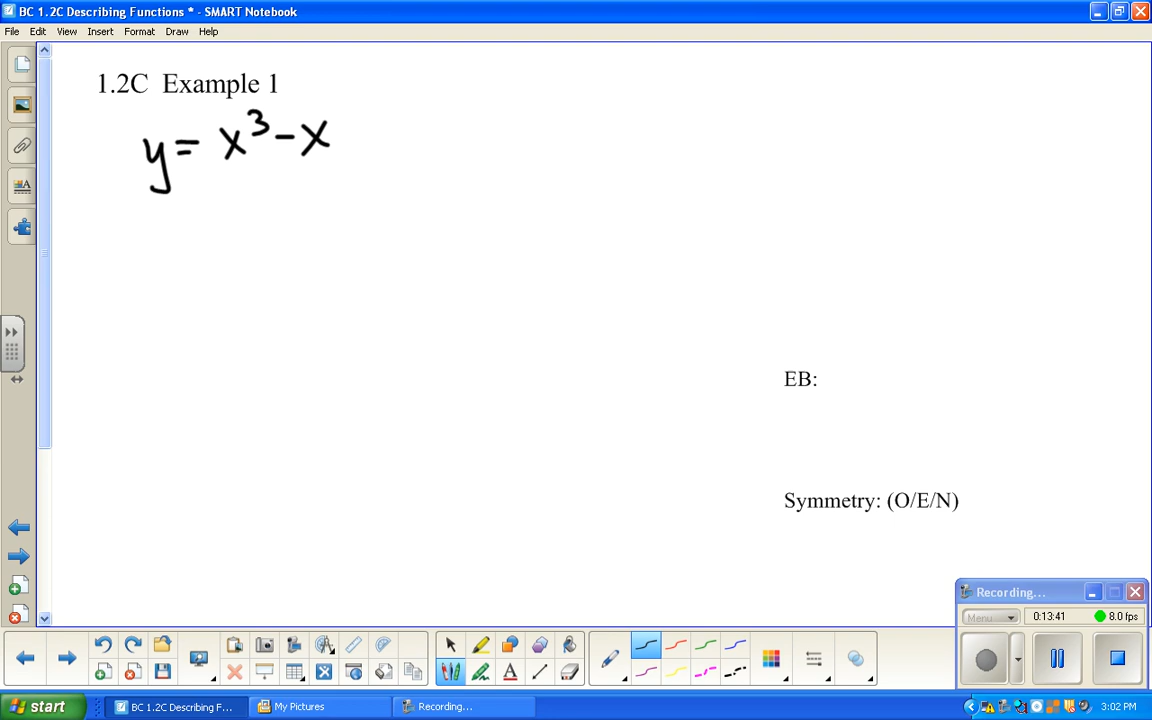 BC 1.2C Describing Functions * - SMART Notebook
File Edit View Insert Format Draw Help
1.2C Example 1
y = x³ - x
EB:
Symmetry: (O/E/N)
Recording...
Menu 0:13:41 8.0 fps
start BC 1.2C Describing F... My Pictures Recording... 3:02 PM